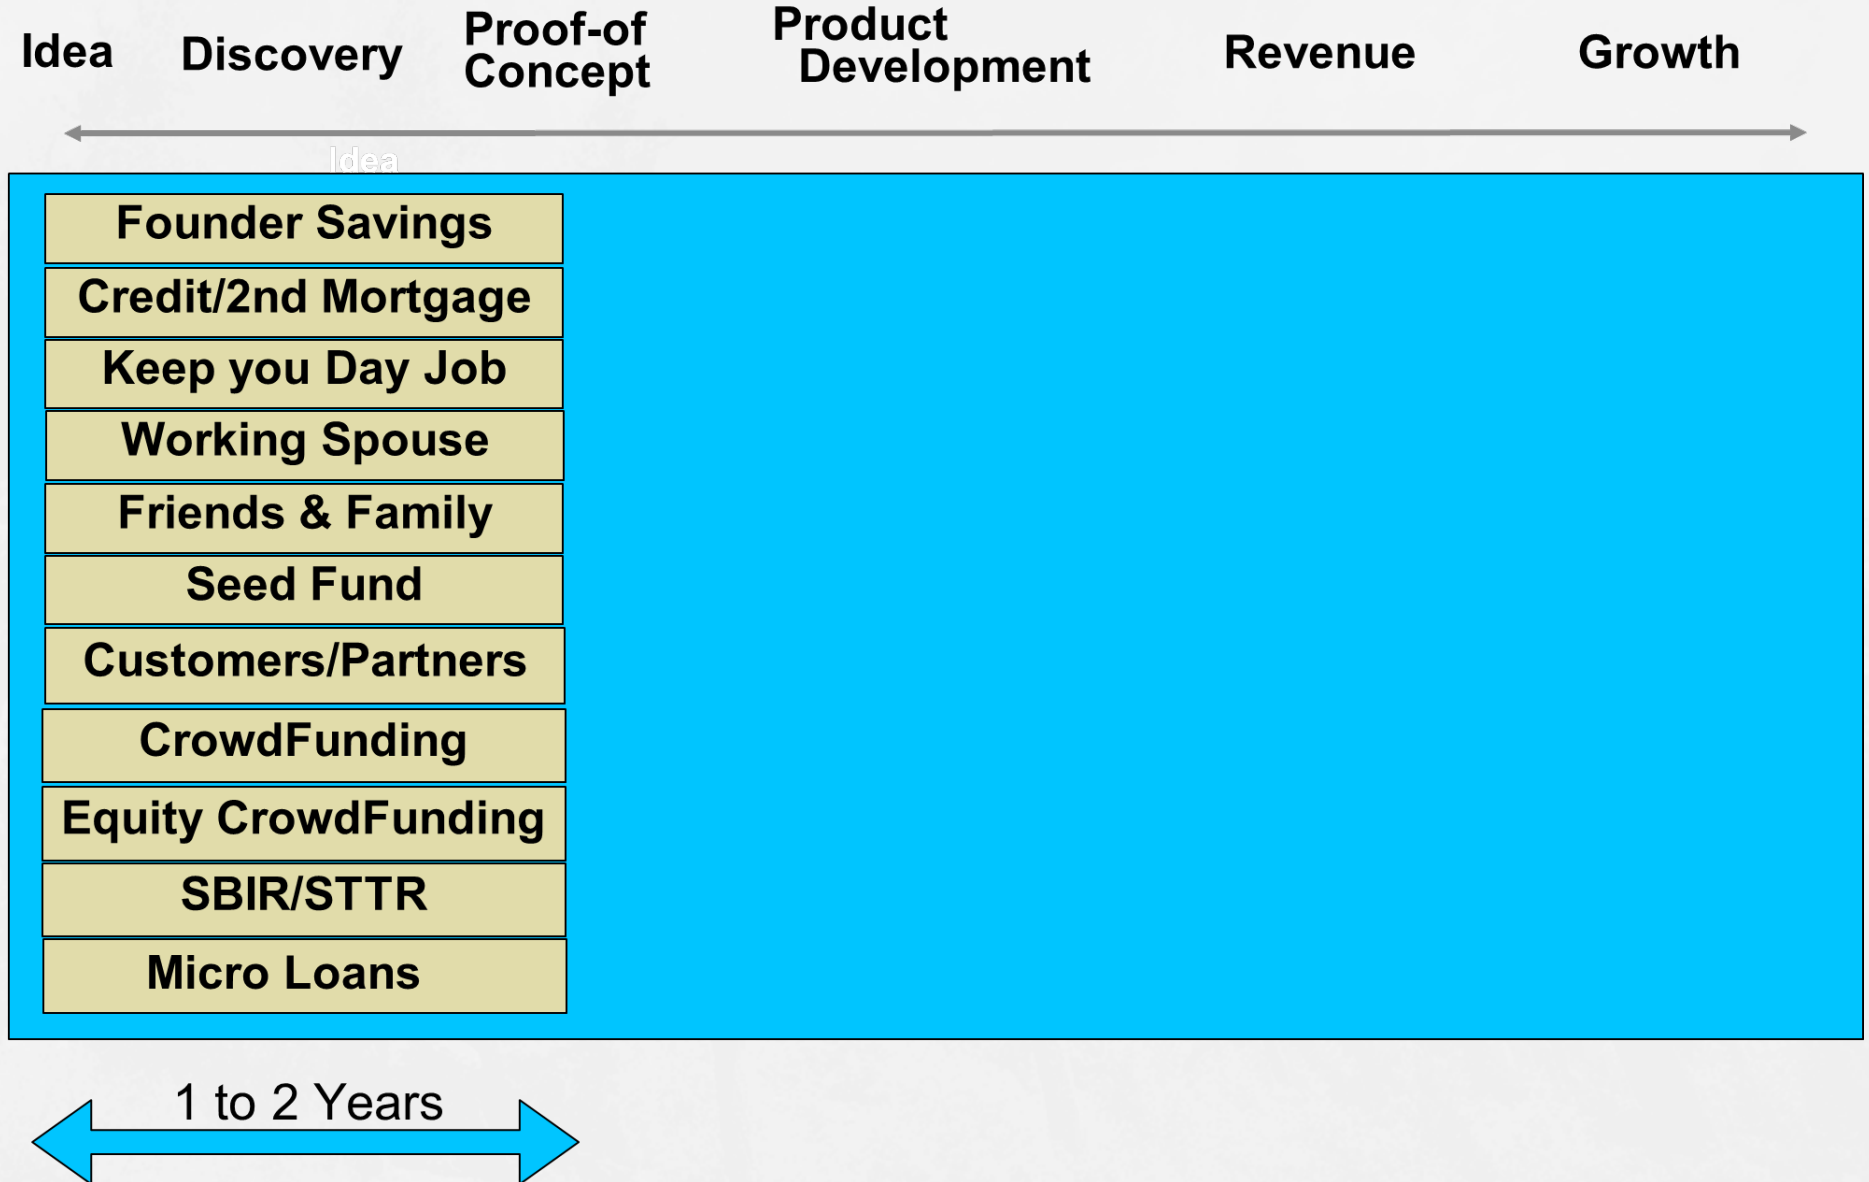 Idea
Discovery
Proof-of
Concept
Product
Development
Revenue
Growth
Idea
Founder Savings
Credit/2nd Mortgage
Keep you Day Job
Working Spouse
Friends & Family
Seed Fund
Customers/Partners
CrowdFunding
Equity CrowdFunding
SBIR/STTR
Micro Loans
1 to 2 Years